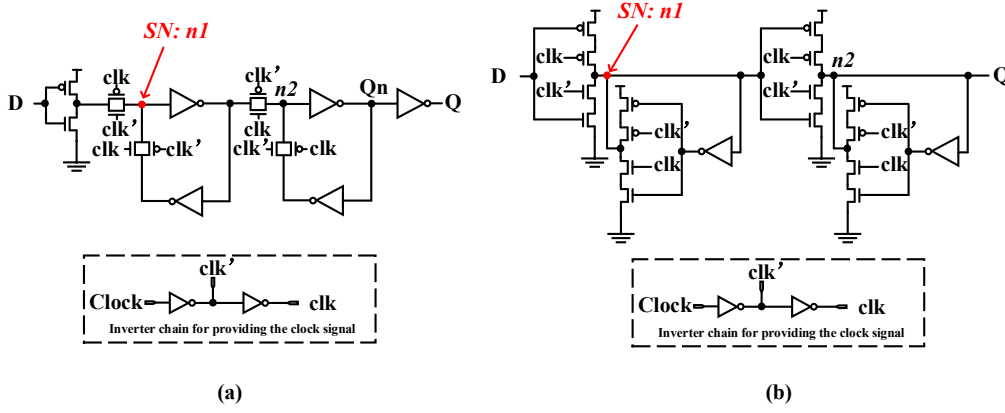 SN: n1
clk
clk'
D
n2
Qn
Q
clk'
clk
clk
clk'
clk'
clk
clk'
Clock
clk
Inverter chain for providing the clock signal
(a)
SN: n1
clk
clk
D
n2
Q
clk'
clk'
clk'
clk'
clk
clk
clk'
Clock
clk
Inverter chain for providing the clock signal
(b)